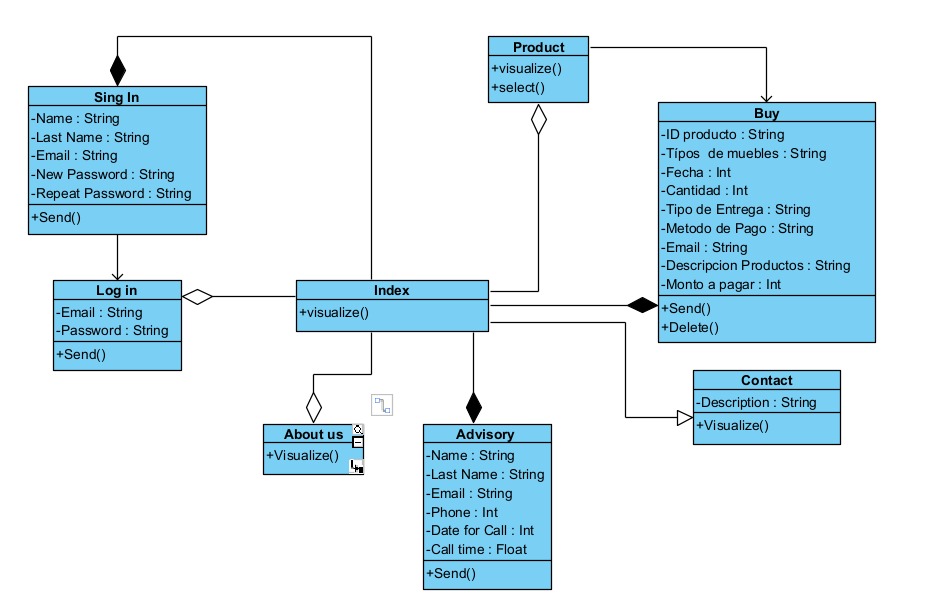 Product
+visualize()
+select()
Sing In
-Name : String
-Last Name : String
-Email : String
-New Password : String
-Repeat Password : String
+Send()
Buy
-ID producto : String
-Típos de muebles : String
-Fecha : Int
-Cantidad : Int
-Tipo de Entrega : String
-Metodo de Pago : String
-Email : String
-Descripcion Productos : String
-Monto a pagar : Int
+Send()
+Delete()
Log in
-Email : String
-Password : String
+Send()
Index
+visualize()
Contact
-Description : String
+Visualize()
About us
+Visualize()
Advisory
-Name : String
-Last Name : String
-Email : String
-Phone : Int
-Date for Call : Int
-Call time : Float
+Send()